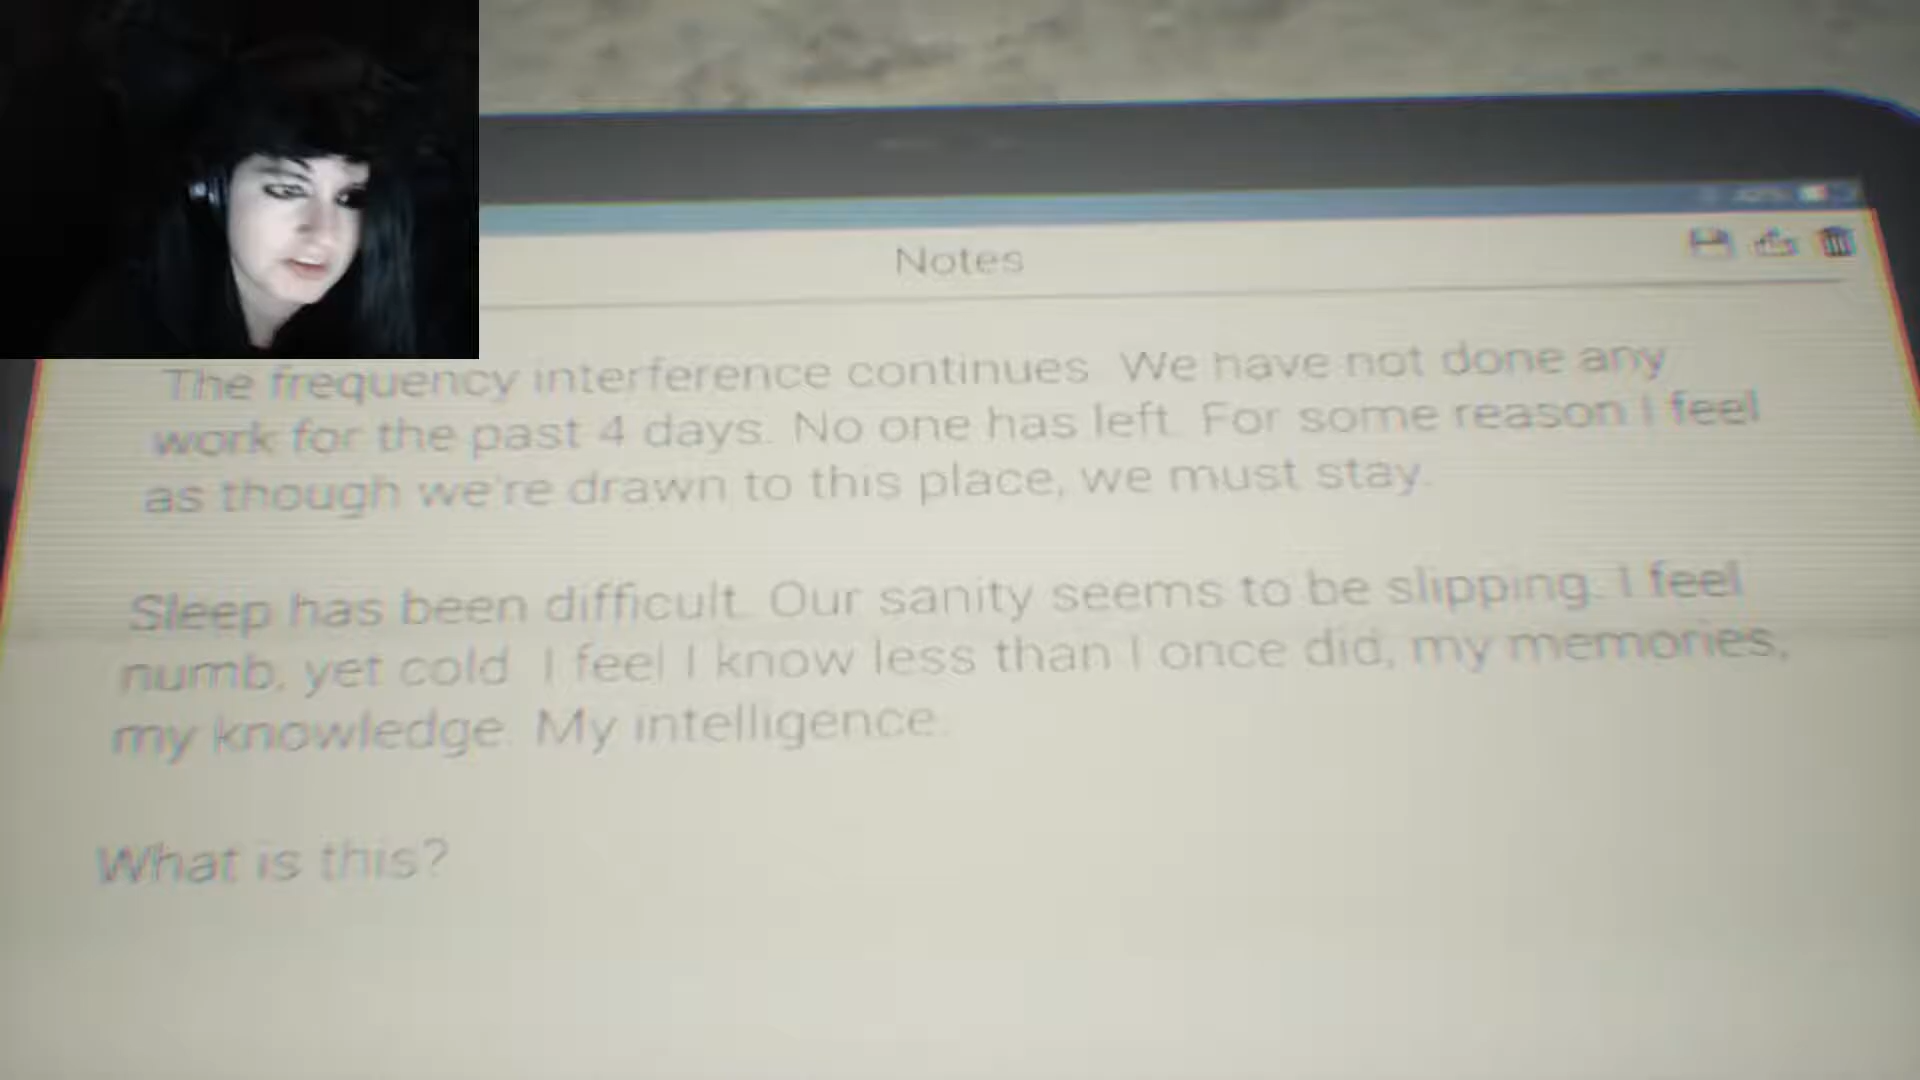 Notes
The frequency interference continues. We have not done any
work for the past 4 days. No one has left. For some reason I feel
as though we're drawn to this place, we must stay.
Sleep has been difficult. Our sanity seems to be slipping. I feel
numb, yet cold. I feel I know less than I once did, my memories,
my knowledge. My intelligence.
What is this?